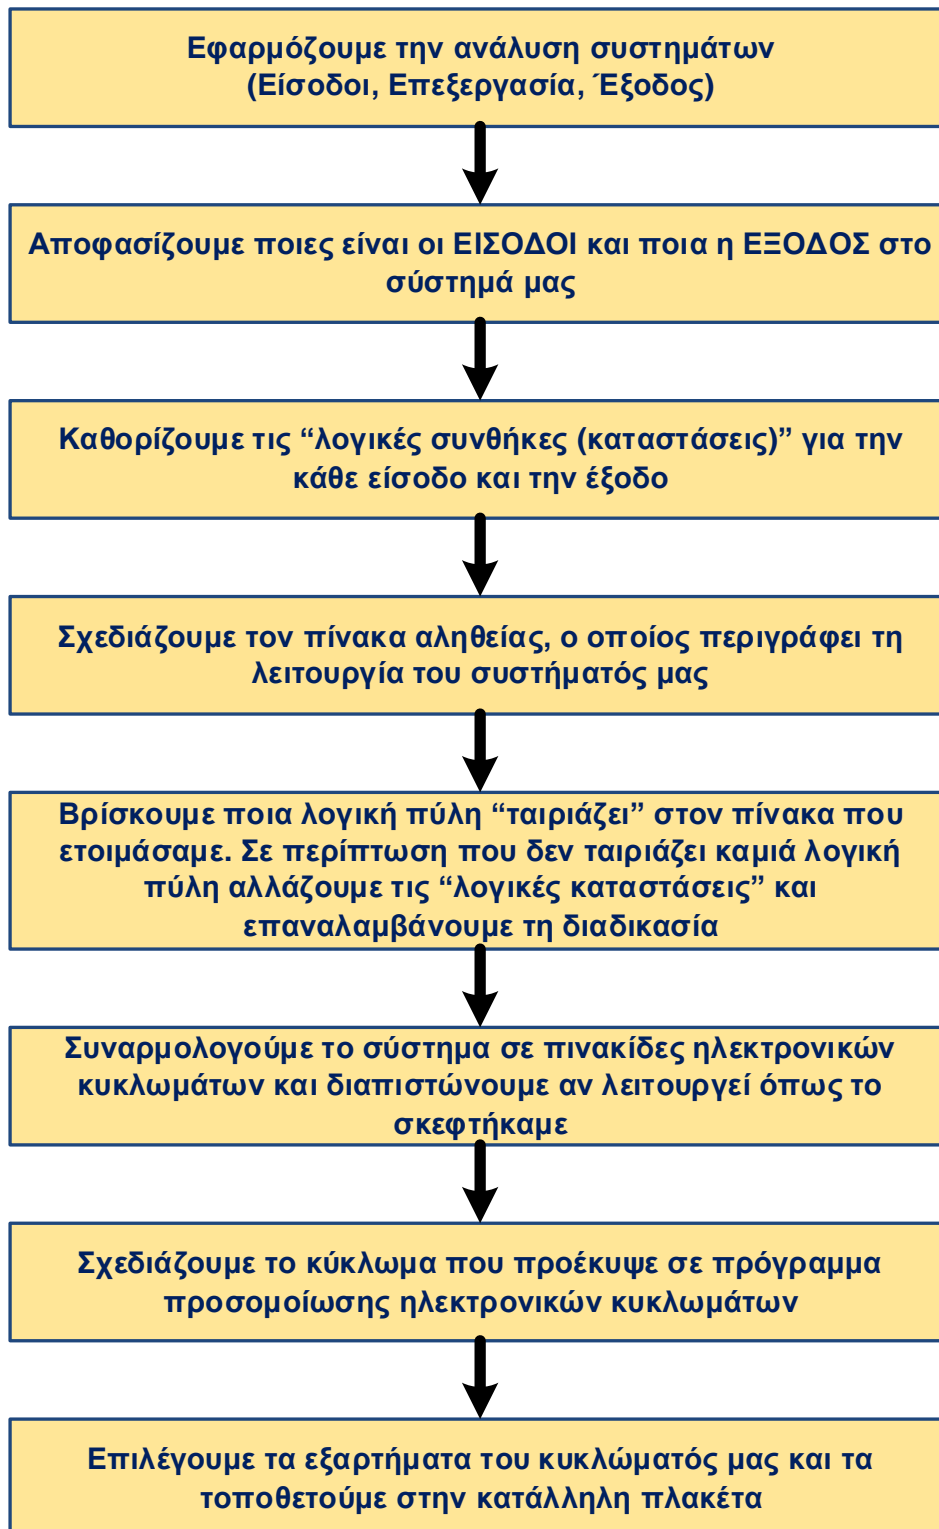 Εφαρμόζουμε την ανάλυση συστημάτων
(Είσοδοι, Επεξεργασία, Έξοδος)
Αποφασίζουμε ποιες είναι οι ΕΙΣΟΔΟΙ και ποια η ΕΞΟΔΟΣ στο
σύστημά μας
Καθορίζουμε τις “λογικές συνθήκες (καταστάσεις)” για την
κάθε είσοδο και την έξοδο
Σχεδιάζουμε τον πίνακα αληθείας, ο οποίος περιγράφει τη
λειτουργία του συστήματός μας
Βρίσκουμε ποια λογική πύλη “ταιριάζει” στον πίνακα που
ετοιμάσαμε. Σε περίπτωση που δεν ταιριάζει καμιά λογική
πύλη αλλάζουμε τις “λογικές καταστάσεις” και
επαναλαμβάνουμε τη διαδικασία
Συναρμολογούμε το σύστημα σε πινακίδες ηλεκτρονικών
κυκλωμάτων και διαπιστώνουμε αν λειτουργεί όπως το
σκεφτήκαμε
Σχεδιάζουμε το κύκλωμα που προέκυψε σε πρόγραμμα
προσομοίωσης ηλεκτρονικών κυκλωμάτων
Επιλέγουμε τα εξαρτήματα του κυκλώματός μας και τα
τοποθετούμε στην κατάλληλη πλακέτα